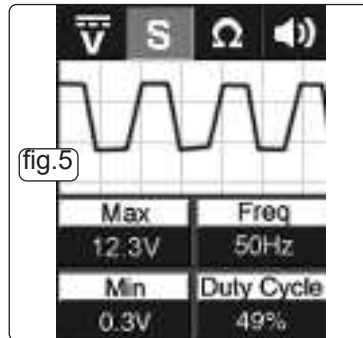 V S Ω
fig.5
Max Freq
12.3V 50Hz
Min Duty Cycle
0.3V 49%